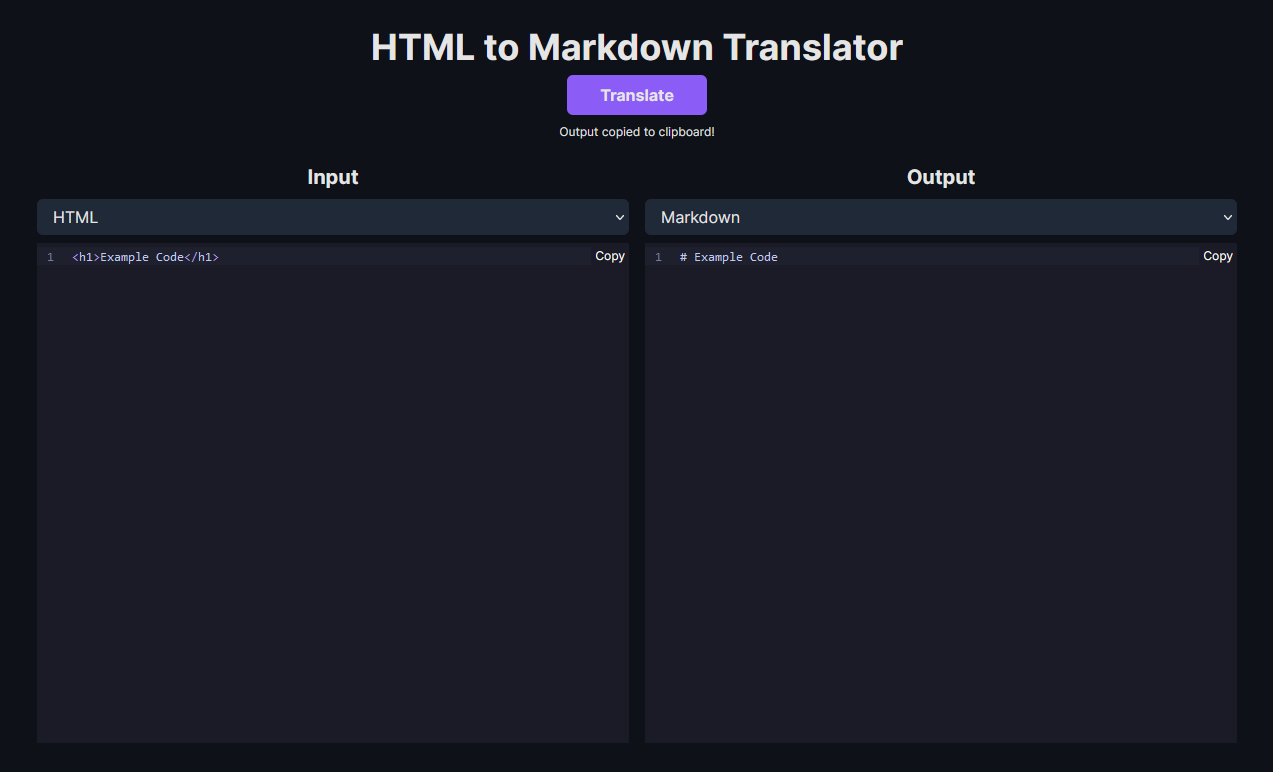 HTML to Markdown Translator
Translate
Output copied to clipboard!
Input
HTML
1 <h1>Example Code</h1>
Copy
Output
Markdown
1 # Example Code
Copy